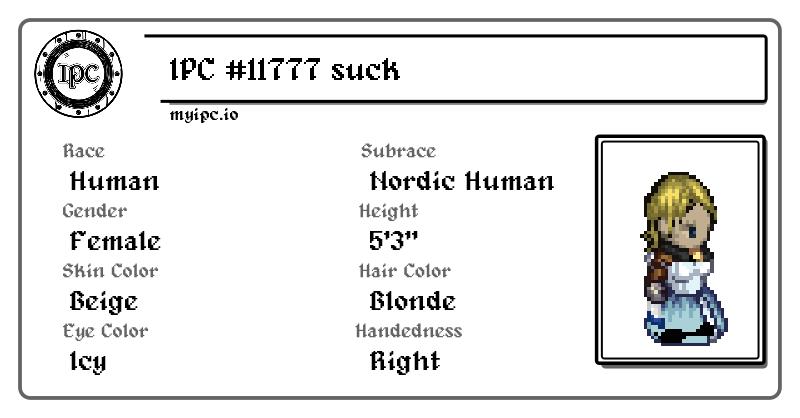 1PC
IPC #11777 suck
myipc.io
Race
Subrace
Human
Nordic Human
Gender
Height
Female
5'3"
Skin Color
Hair Color
Beige
Blonde
Eye Color
Handedness
Icy
Right